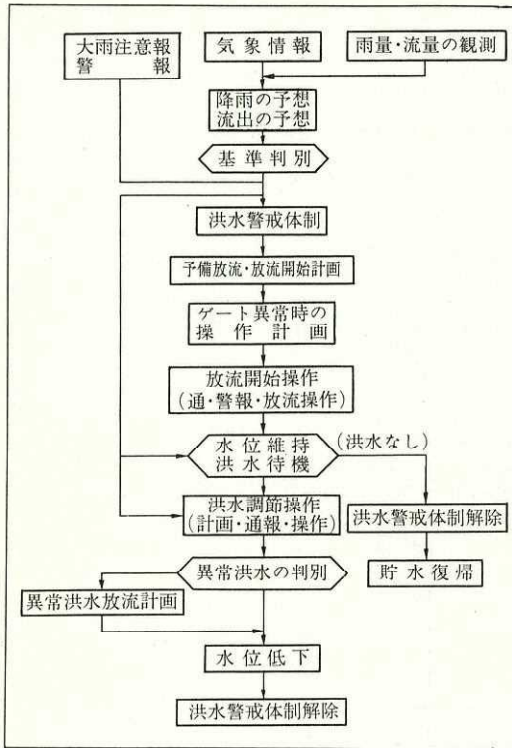 大雨注意報
警報
気象情報
雨量・流量の観測
降雨の予想
流出の予想
基準判別
洪水警戒体制
予備放流・放流開始計画
ゲート異常時の
操作計画
放流開始操作
(通・警報・放流操作)
水位維持
洪水待機
(洪水なし)
洪水調節操作
(計画・通報・操作)
洪水警戒体制解除
異常洪水の判別
貯水復帰
異常洪水放流計画
水位低下
洪水警戒体制解除